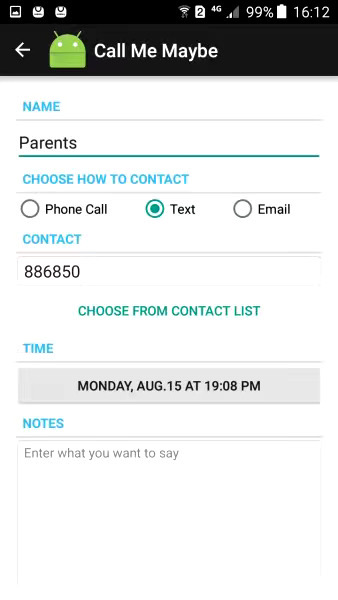 2 4G 99% 16:12
Call Me Maybe
NAME
Parents
CHOOSE HOW TO CONTACT
Phone Call Text Email
CONTACT
886850
CHOOSE FROM CONTACT LIST
TIME
MONDAY, AUG.15 AT 19:08 PM
NOTES
Enter what you want to say